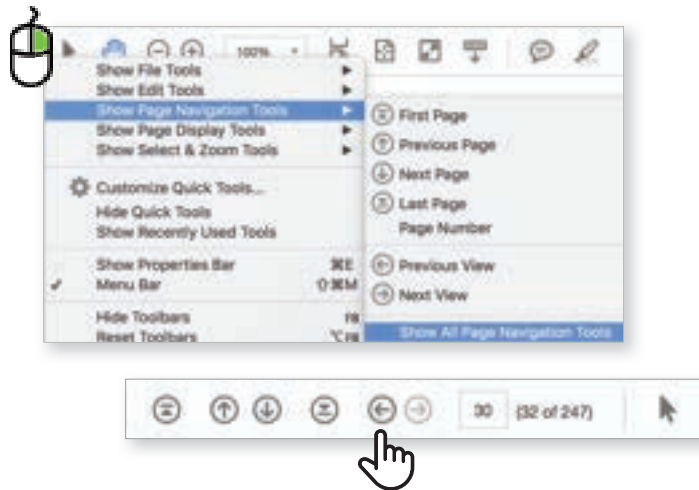 100%
Show File Tools
Show Edit Tools
Show Page Navigation Tools
Show Page Display Tools
Show Select & Zoom Tools
Customize Quick Tools...
Hide Quick Tools
Show Recently Used Tools
Show Properties Bar ⌘E
✓ Menu Bar ⇧⌘M
Hide Toolbars F8
Reset Toolbars ⌥F8
First Page
Previous Page
Next Page
Last Page
Page Number
Previous View
Next View
Show All Page Navigation Tools
30 (32 of 247)